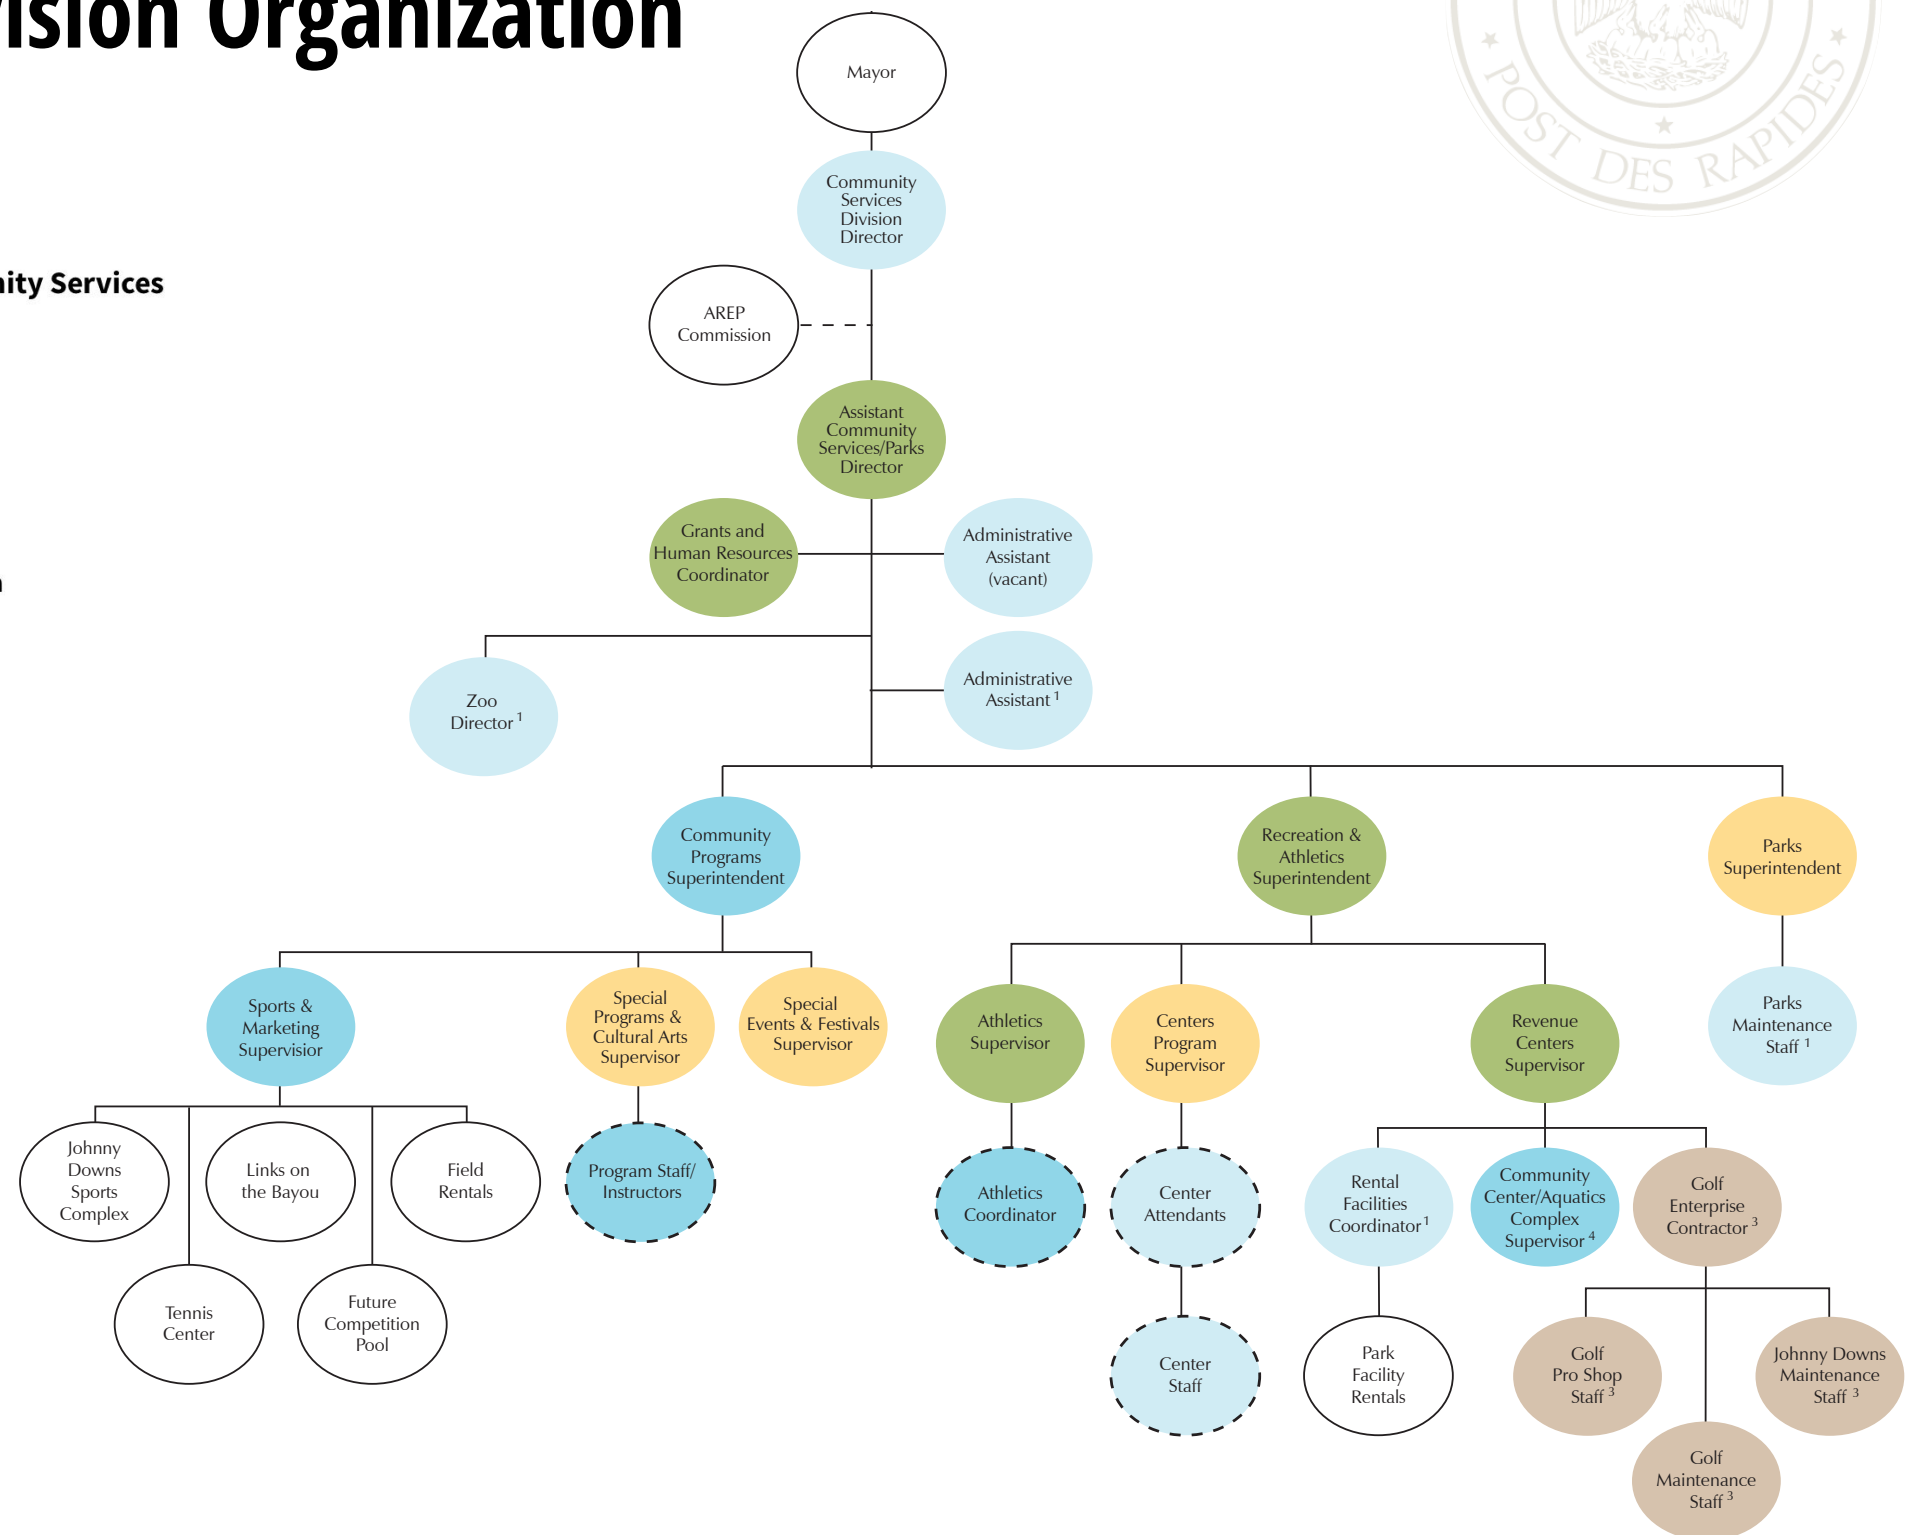 ision Organization
POST DES RAPIDES
Mayor
Community
Services
Division
Director
ity Services
AREP
Commission
Assistant
Community
Services/Parks
Director
Grants and
Human Resources
Coordinator
Administrative
Assistant
(vacant)
Zoo
Director 1
Administrative
Assistant 1
Community
Programs
Superintendent
Recreation &
Athletics
Superintendent
Parks
Superintendent
Sports &
Marketing
Supervisior
Special
Programs &
Cultural Arts
Supervisor
Special
Events & Festivals
Supervisor
Athletics
Supervisor
Centers
Program
Supervisor
Revenue
Centers
Supervisor
Parks
Maintenance
Staff 1
Johnny
Downs
Sports
Complex
Links on
the Bayou
Field
Rentals
Program Staff/
Instructors
Athletics
Coordinator
Center
Attendants
Rental
Facilities
Coordinator 1
Community
Center/Aquatics
Complex
Supervisor 4
Golf
Enterprise
Contractor 3
Tennis
Center
Future
Competition
Pool
Center
Staff
Park
Facility
Rentals
Golf
Pro Shop
Staff 3
Johnny Downs
Maintenance
Staff 3
Golf
Maintenance
Staff 3